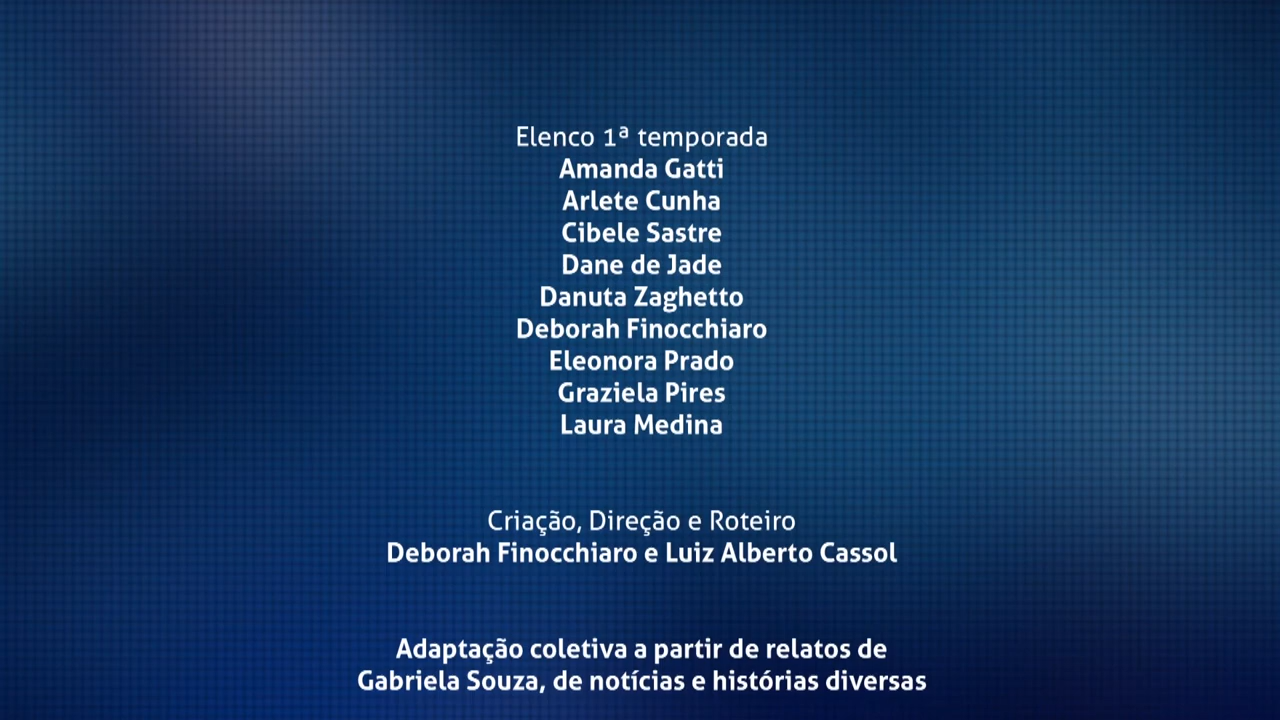 Elenco 1ª temporada
Amanda Gatti
Arlete Cunha
Cibele Sastre
Dane de Jade
Danuta Zaghetto
Deborah Finocchiaro
Eleonora Prado
Graziela Pires
Laura Medina
Criação, Direção e Roteiro
Deborah Finocchiaro e Luiz Alberto Cassol
Adaptação coletiva a partir de relatos de
Gabriela Souza, de notícias e histórias diversas